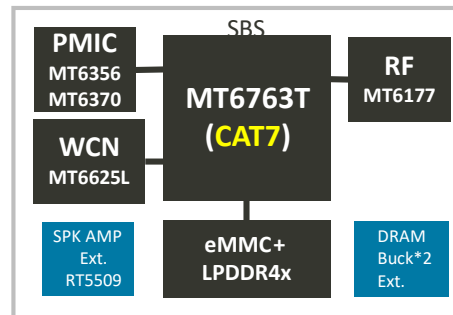 SBS
PMIC
MT6356
MT6370
MT6763T
(CAT7)
RF
MT6177
WCN
MT6625L
SPK AMP
Ext.
RT5509
eMMC+
LPDDR4x
DRAM
Buck*2
Ext.